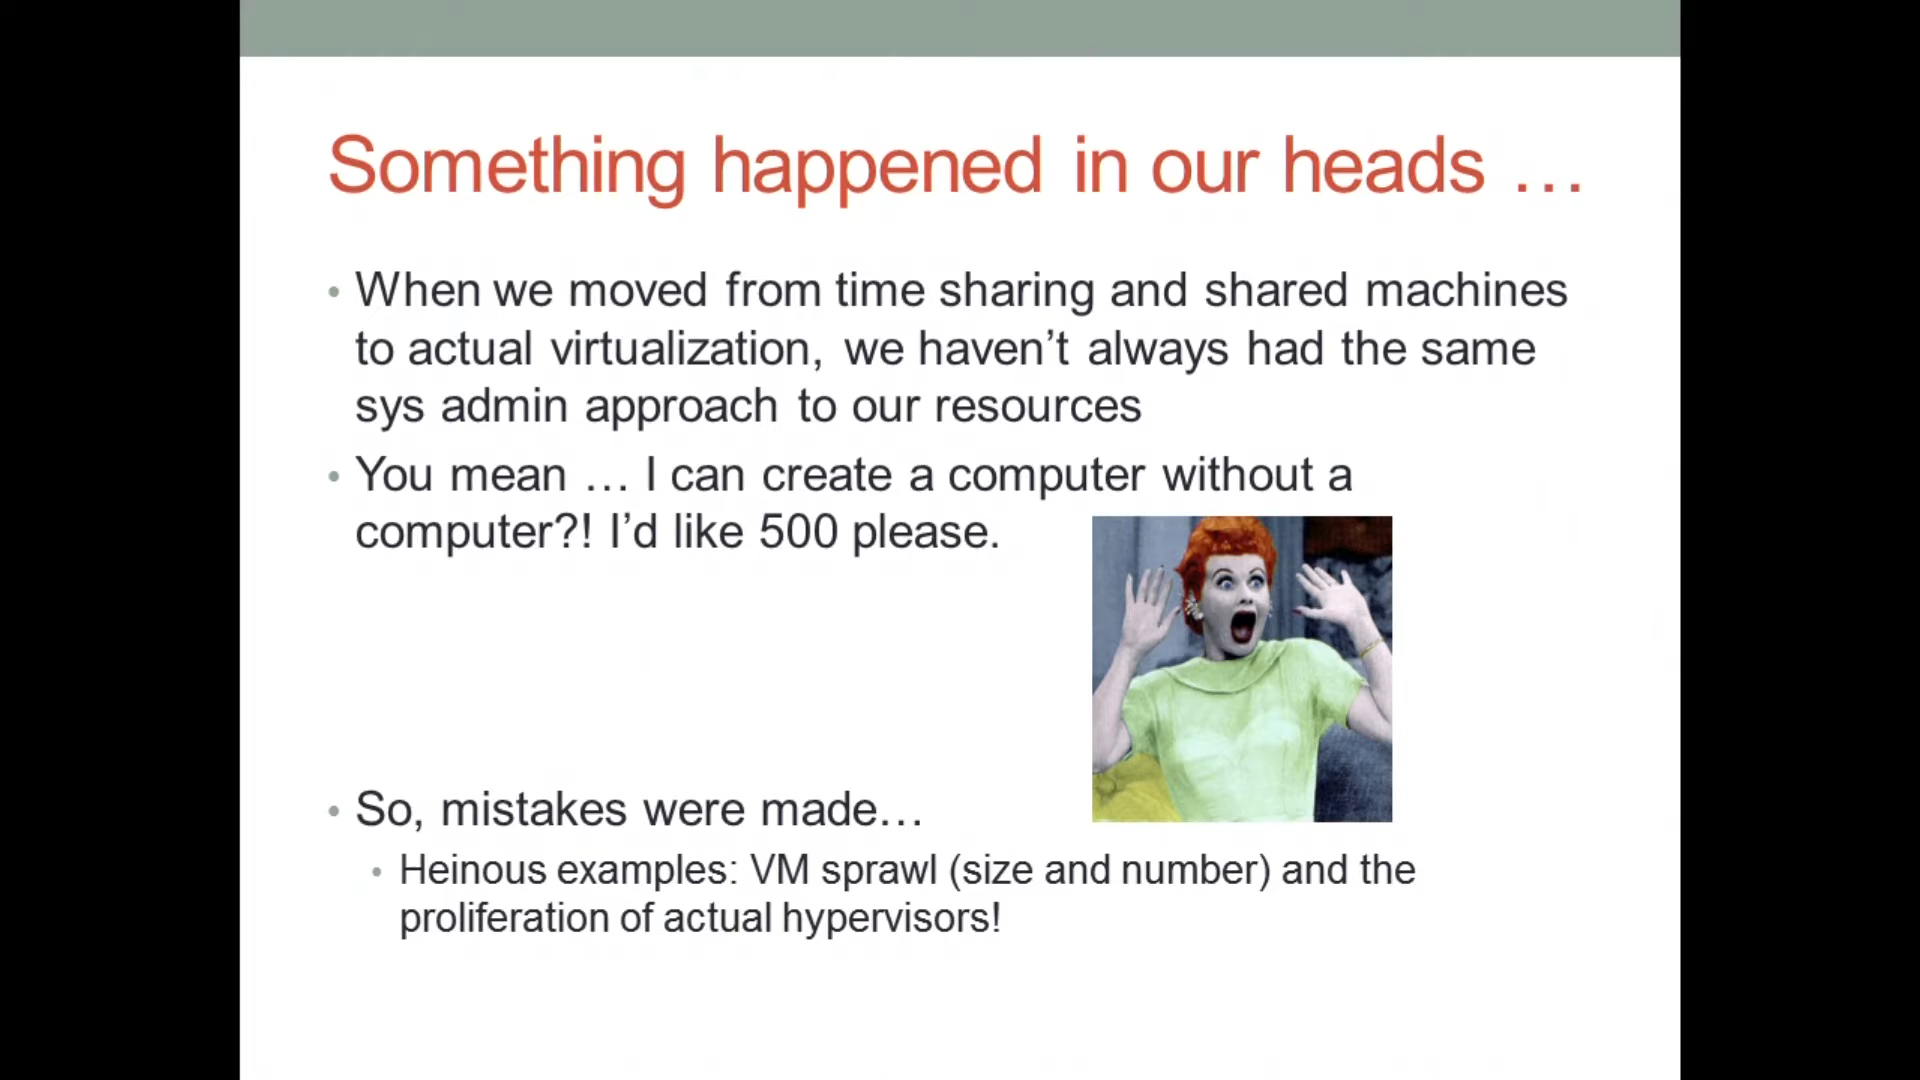 Something happened in our heads …
• When we moved from time sharing and shared machines
to actual virtualization, we haven’t always had the same
sys admin approach to our resources
• You mean … I can create a computer without a
computer?! I’d like 500 please.
• So, mistakes were made…
• Heinous examples: VM sprawl (size and number) and the
proliferation of actual hypervisors!